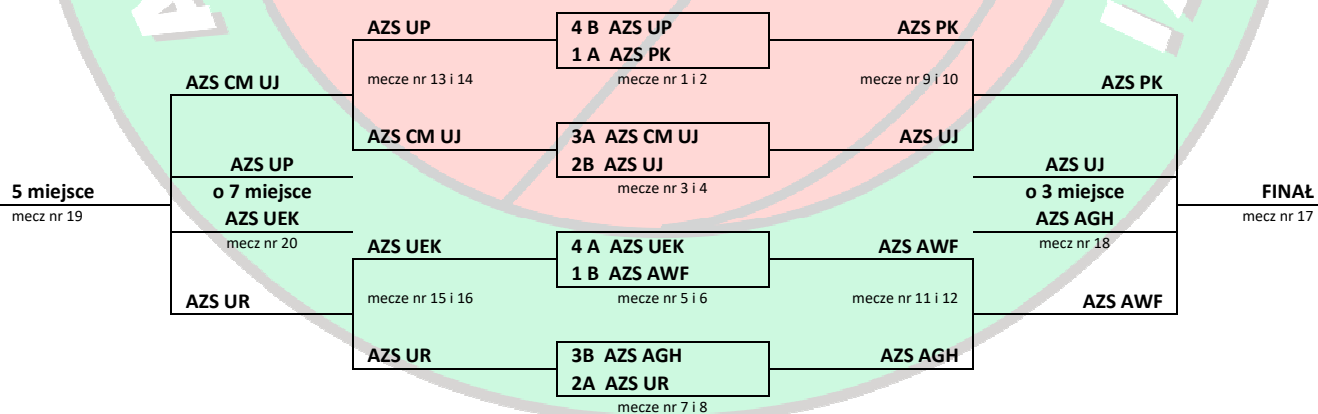 AZS UP
4 B AZS UP
AZS PK
1 A AZS PK
mecze nr 13 i 14
mecze nr 1 i 2
mecze nr 9 i 10
AZS CM UJ
AZS PK
AZS CM UJ
3A AZS CM UJ
AZS UJ
2B AZS UJ
AZS UP
AZS UJ
mecze nr 3 i 4
5 miejsce
o 7 miejsce
o 3 miejsce
FINAŁ
mecz nr 19
AZS UEK
AZS AGH
mecz nr 17
mecz nr 20
mecz nr 18
AZS UEK
4 A AZS UEK
AZS AWF
1 B AZS AWF
AZS UR
mecze nr 15 i 16
mecze nr 5 i 6
mecze nr 11 i 12
AZS AWF
AZS UR
3B AZS AGH
AZS AGH
2A AZS UR
mecze nr 7 i 8